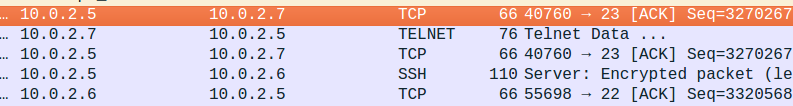 … 10.0.2.5 10.0.2.7 TCP 66 40760 → 23 [ACK] Seq=3270267
… 10.0.2.7 10.0.2.5 TELNET 76 Telnet Data ...
… 10.0.2.5 10.0.2.7 TCP 66 40760 → 23 [ACK] Seq=3270267
… 10.0.2.5 10.0.2.6 SSH 110 Server: Encrypted packet (le
… 10.0.2.6 10.0.2.5 TCP 66 55698 → 22 [ACK] Seq=3320568